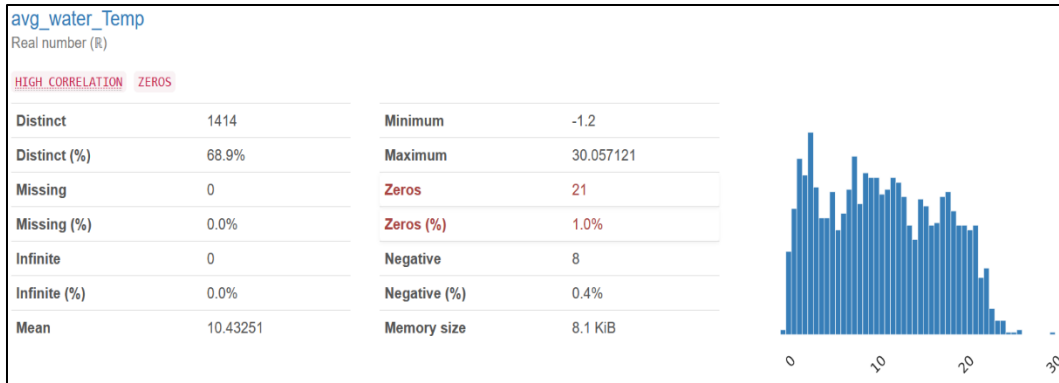 avg_water_Temp
Real number (ℝ)
HIGH CORRELATION ZEROS
Distinct 1414
Distinct (%) 68.9%
Missing 0
Missing (%) 0.0%
Infinite 0
Infinite (%) 0.0%
Mean 10.43251
Minimum -1.2
Maximum 30.057121
Zeros 21
Zeros (%) 1.0%
Negative 8
Negative (%) 0.4%
Memory size 8.1 KiB
0 10 20 30